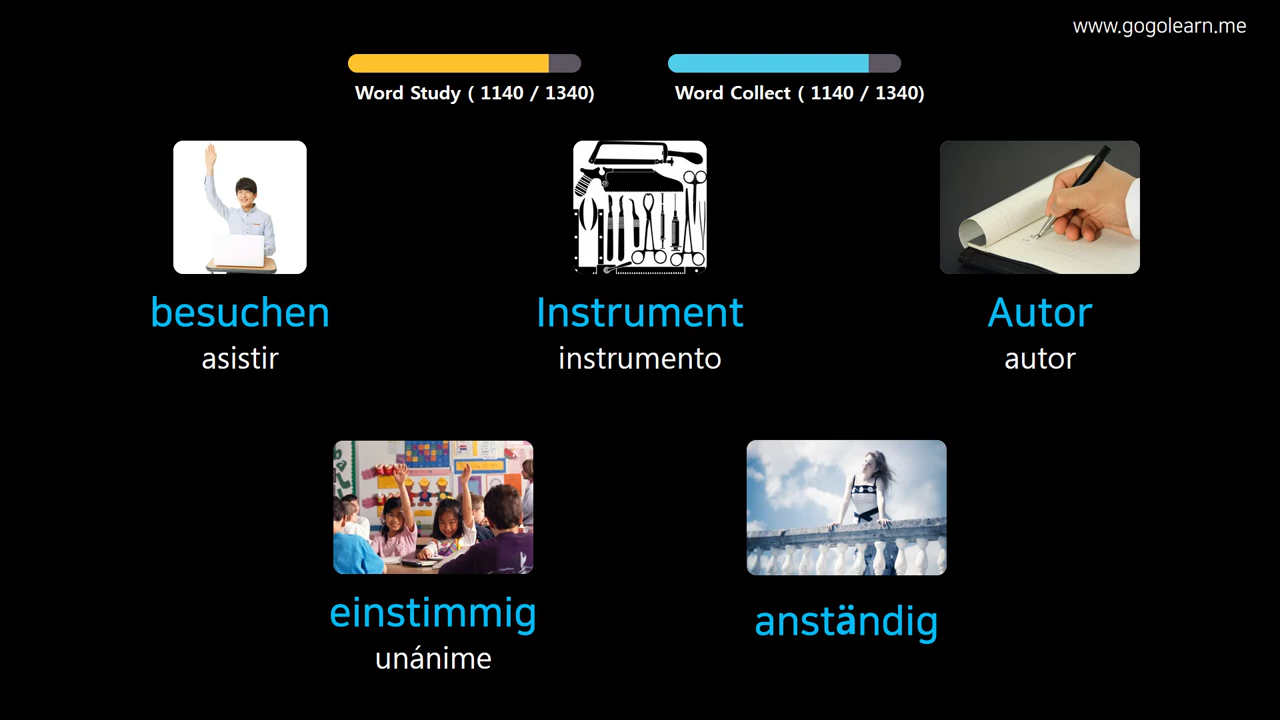 www.gogolearn.me
Word Study ( 1140 / 1340)
Word Collect ( 1140 / 1340)
besuchen
asistir
Instrument
instrumento
Autor
autor
einstimmig
unánime
anständig